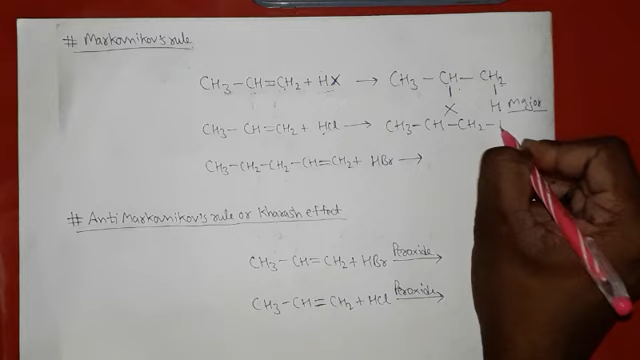 # Markovnikov's rule
CH3-CH=CH2 + HX → CH3-CH-CH2
X H Major
CH3-CH=CH2 + HCl → CH3-CH-CH2-
CH3-CH2-CH2-CH=CH2 + HBr →
# Anti Markovnikov's rule or Kharash effect
CH3-CH=CH2 + HBr Peroxide →
CH3-CH=CH2 + HCl Peroxide →